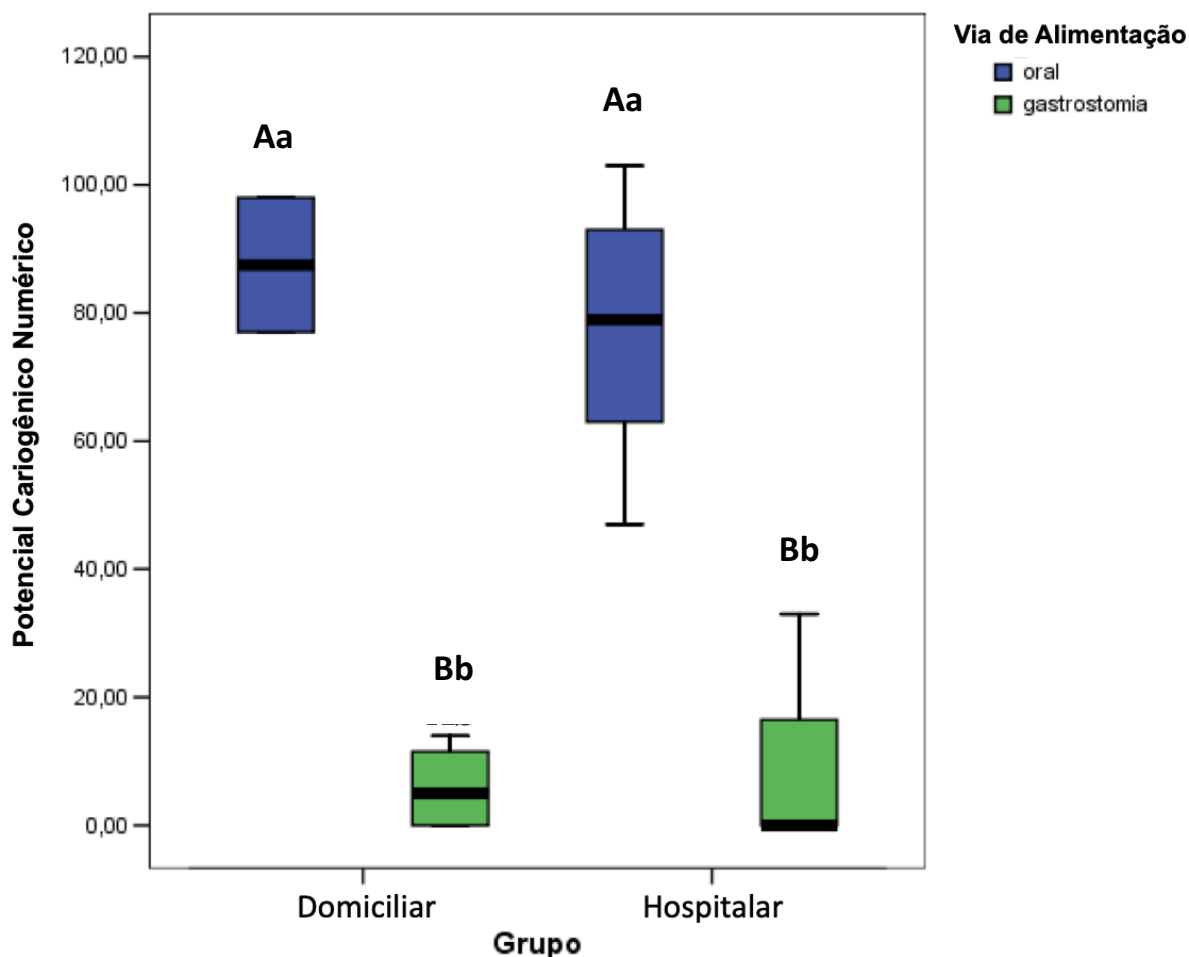 Via de Alimentação
oral
gastrostomia
120,00
100,00
80,00
60,00
40,00
20,00
0,00
Potencial Cariogênico Numérico
Aa
Aa
Bb
Bb
Domiciliar
Hospitalar
Grupo